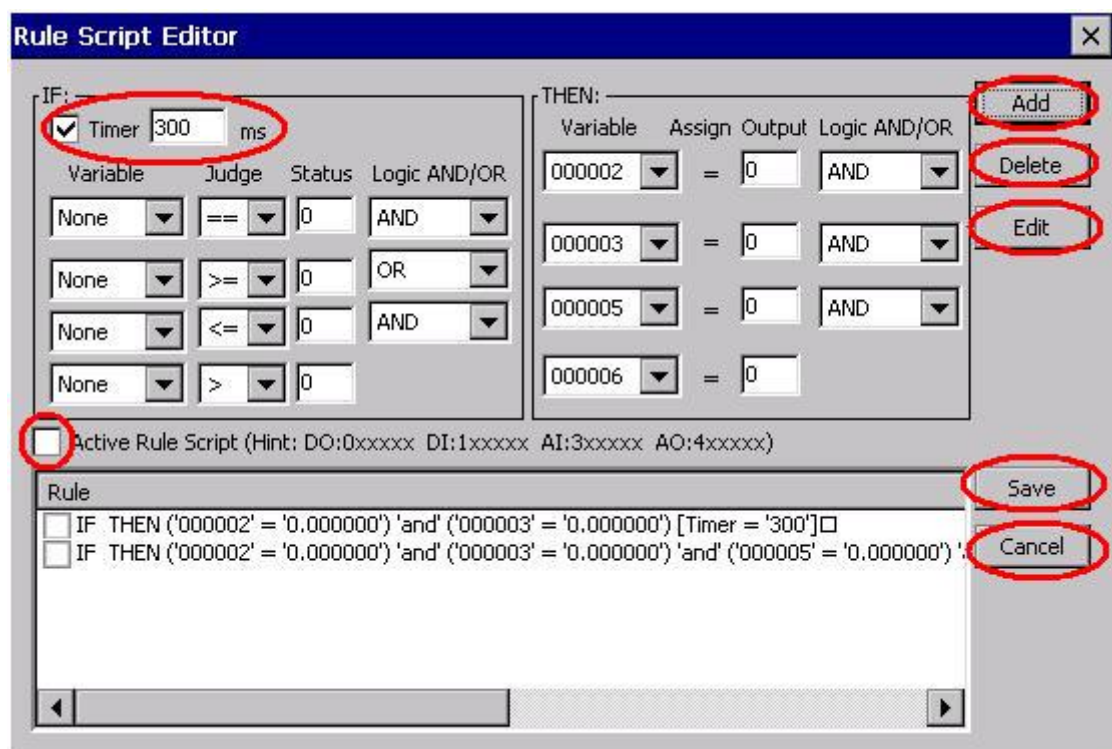 Rule Script Editor
IF:
Timer 300 ms
Variable Judge Status Logic AND/OR
None == 0 AND
None >= 0 OR
None <= 0 AND
None > 0
THEN:
Variable Assign Output Logic AND/OR
000002 = 0 AND
000003 = 0 AND
000005 = 0 AND
000006 = 0
Add
Delete
Edit
Active Rule Script (Hint: DO:0xxxxx DI:1xxxxx AI:3xxxxx AO:4xxxxx)
Rule
IF THEN ('000002' = '0.000000') 'and' ('000003' = '0.000000') [Timer = '300']□
IF THEN ('000002' = '0.000000') 'and' ('000003' = '0.000000') 'and' ('000005' = '0.000000') '
Save
Cancel